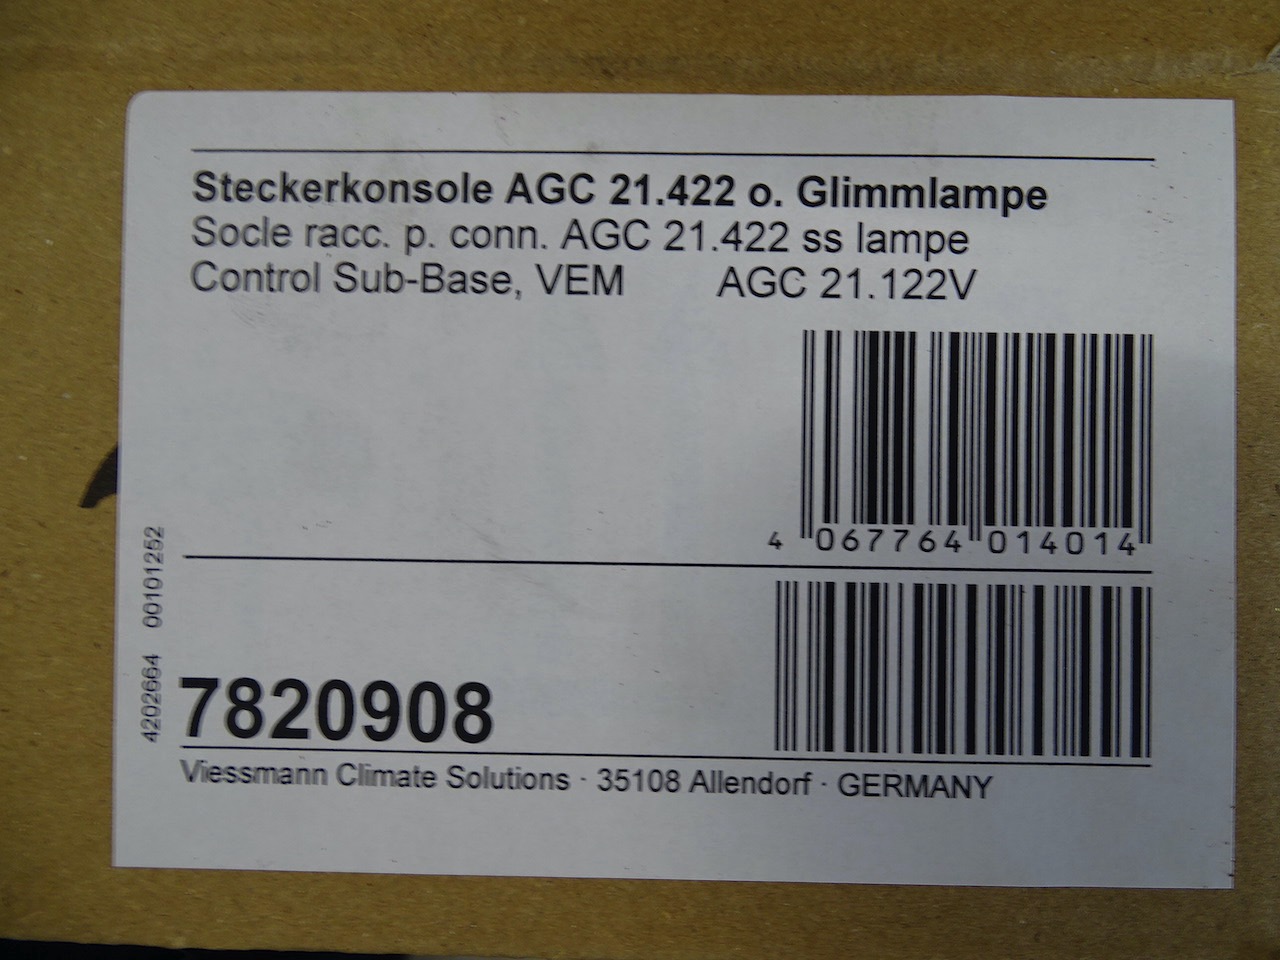 Steckerkonsole AGC 21.422 o. Glimmlampe
Socle racc. p. conn. AGC 21.422 ss lampe
Control Sub-Base, VEM AGC 21.122V
4 067764 014014
4202664 00101252
7820908
Viessmann Climate Solutions · 35108 Allendorf · GERMANY